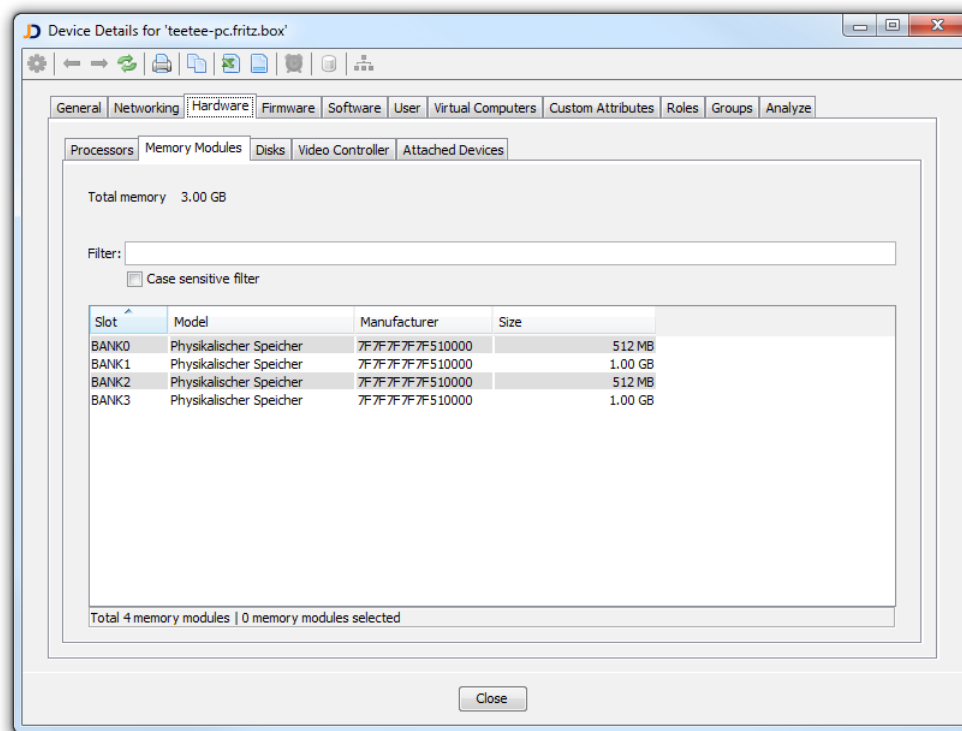 Device Details for 'teetee-pc.fritz.box'
General Networking Hardware Firmware Software User Virtual Computers Custom Attributes Roles Groups Analyze
Processors Memory Modules Disks Video Controller Attached Devices
Total memory 3.00 GB
Filter:
Case sensitive filter
Slot Model Manufacturer Size
BANK0 Physikalischer Speicher 7F7F7F7F7F510000 512 MB
BANK1 Physikalischer Speicher 7F7F7F7F7F510000 1.00 GB
BANK2 Physikalischer Speicher 7F7F7F7F7F510000 512 MB
BANK3 Physikalischer Speicher 7F7F7F7F7F510000 1.00 GB
Total 4 memory modules | 0 memory modules selected
Close